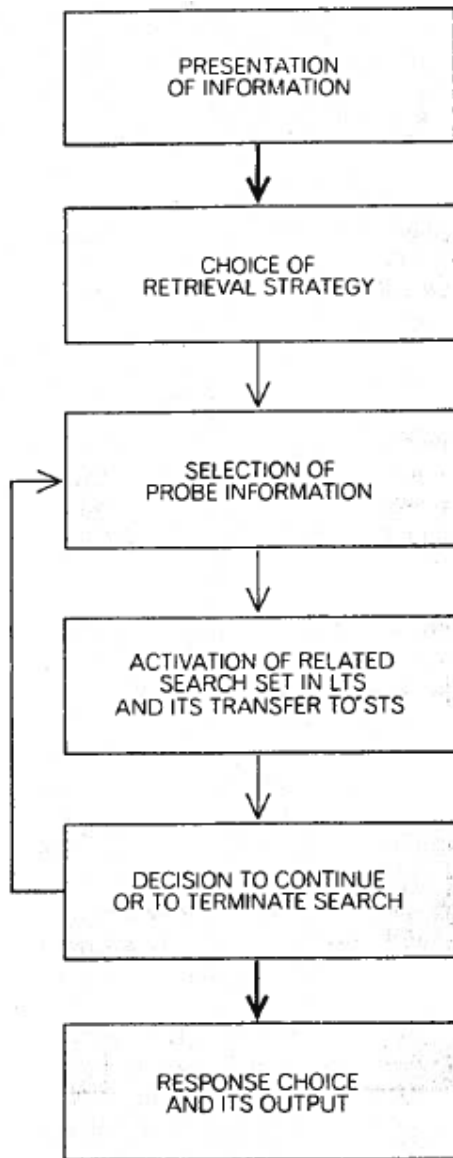 PRESENTATION
OF INFORMATION
CHOICE OF
RETRIEVAL STRATEGY
SELECTION OF
PROBE INFORMATION
ACTIVATION OF RELATED
SEARCH SET IN LTS
AND ITS TRANSFER TO STS
DECISION TO CONTINUE
OR TO TERMINATE SEARCH
RESPONSE CHOICE
AND ITS OUTPUT